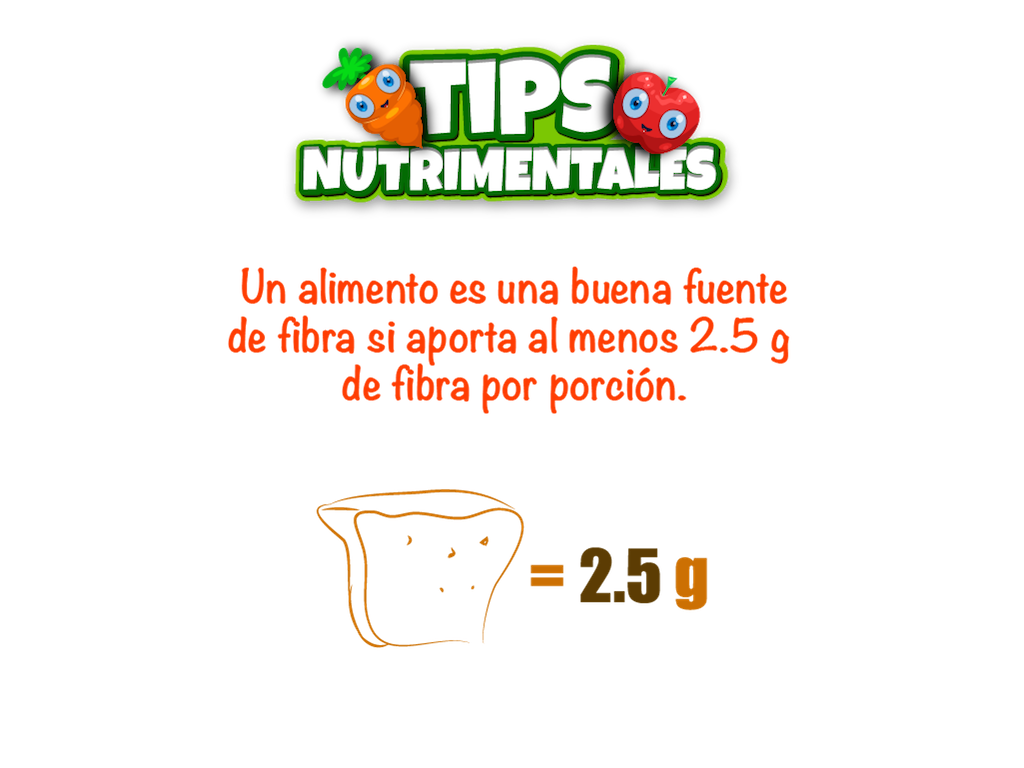 TIPS
NUTRIMENTALES
Un alimento es una buena fuente
de fibra si aporta al menos 2.5 g
de fibra por porción.
= 2.5 g